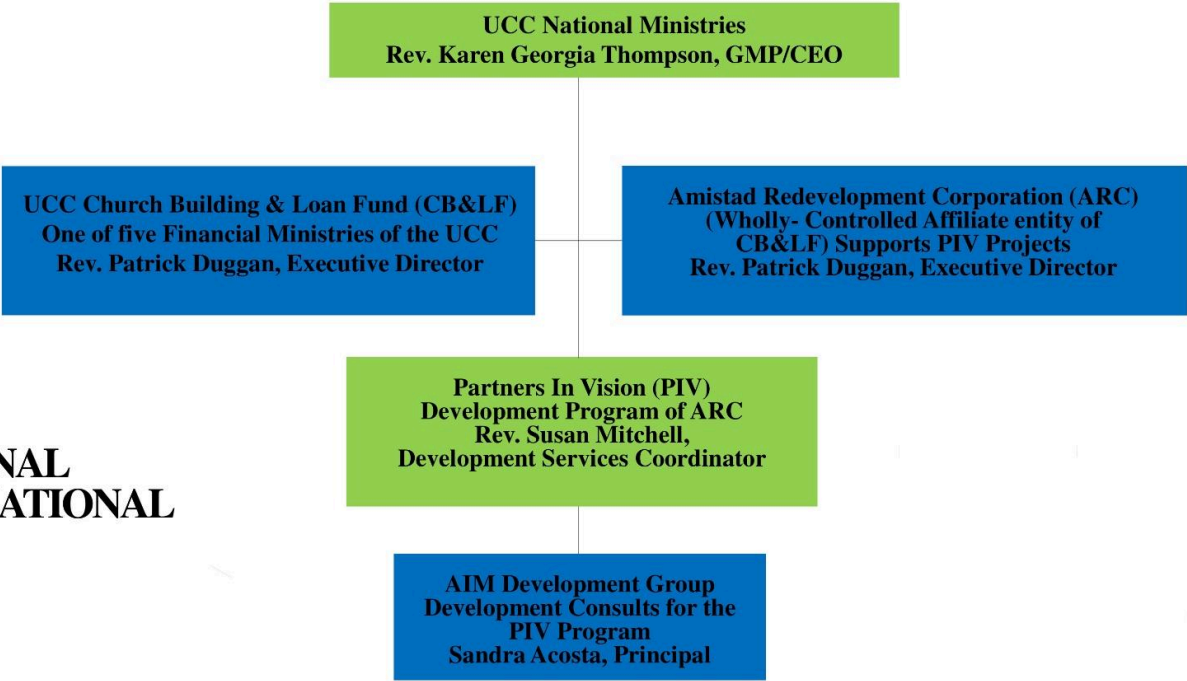 UCC National Ministries
Rev. Karen Georgia Thompson, GMP/CEO
UCC Church Building & Loan Fund (CB&LF)
One of five Financial Ministries of the UCC
Rev. Patrick Duggan, Executive Director
Amistad Redevelopment Corporation (ARC)
(Wholly- Controlled Affiliate entity of
CB&LF) Supports PIV Projects
Rev. Patrick Duggan, Executive Director
Partners In Vision (PIV)
Development Program of ARC
Rev. Susan Mitchell,
Development Services Coordinator
NAL
ATIONAL
AIM Development Group
Development Consults for the
PIV Program
Sandra Acosta, Principal